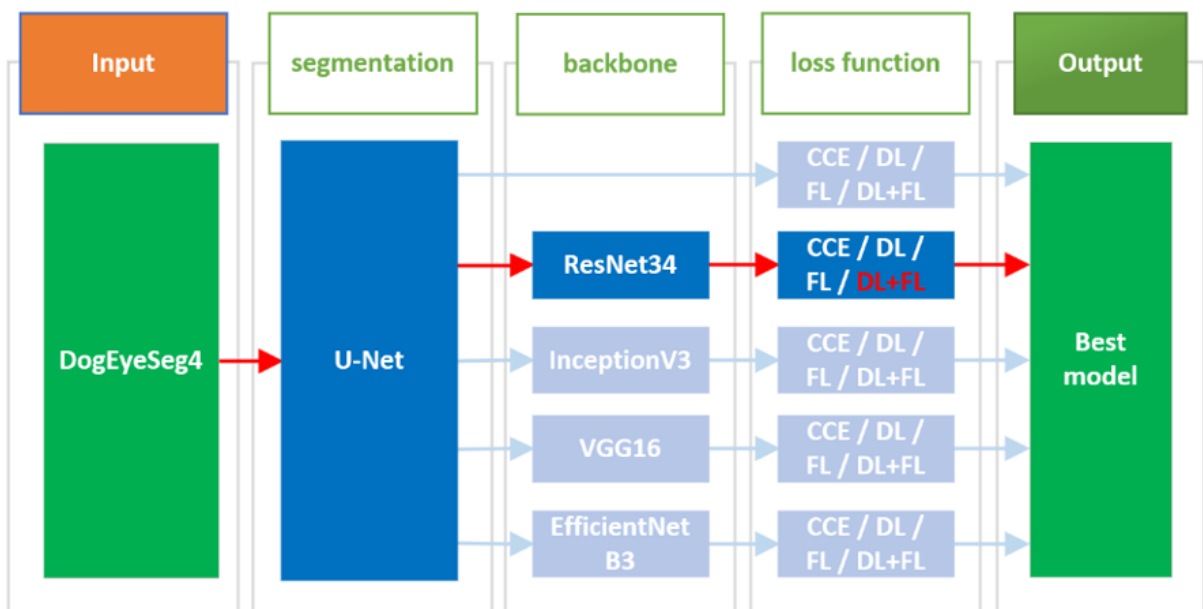 Input
segmentation
backbone
loss function
Output
DogEyeSeg4
U-Net
CCE / DL /
FL / DL+FL
ResNet34
CCE / DL /
FL / DL+FL
InceptionV3
CCE / DL /
FL / DL+FL
VGG16
CCE / DL /
FL / DL+FL
EfficientNet
B3
CCE / DL /
FL / DL+FL
Best
model